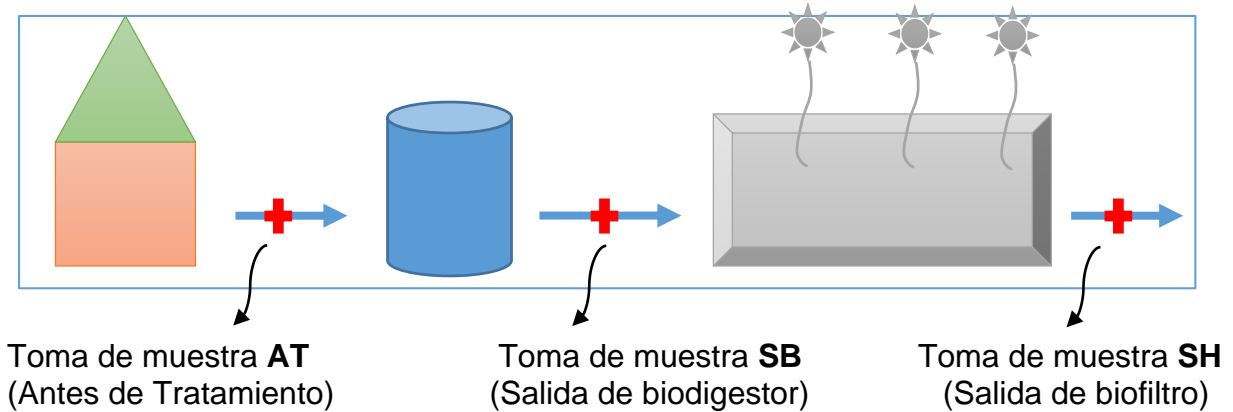 Toma de muestra AT
(Antes de Tratamiento)
Toma de muestra SB
(Salida de biodigestor)
Toma de muestra SH
(Salida de biofiltro)